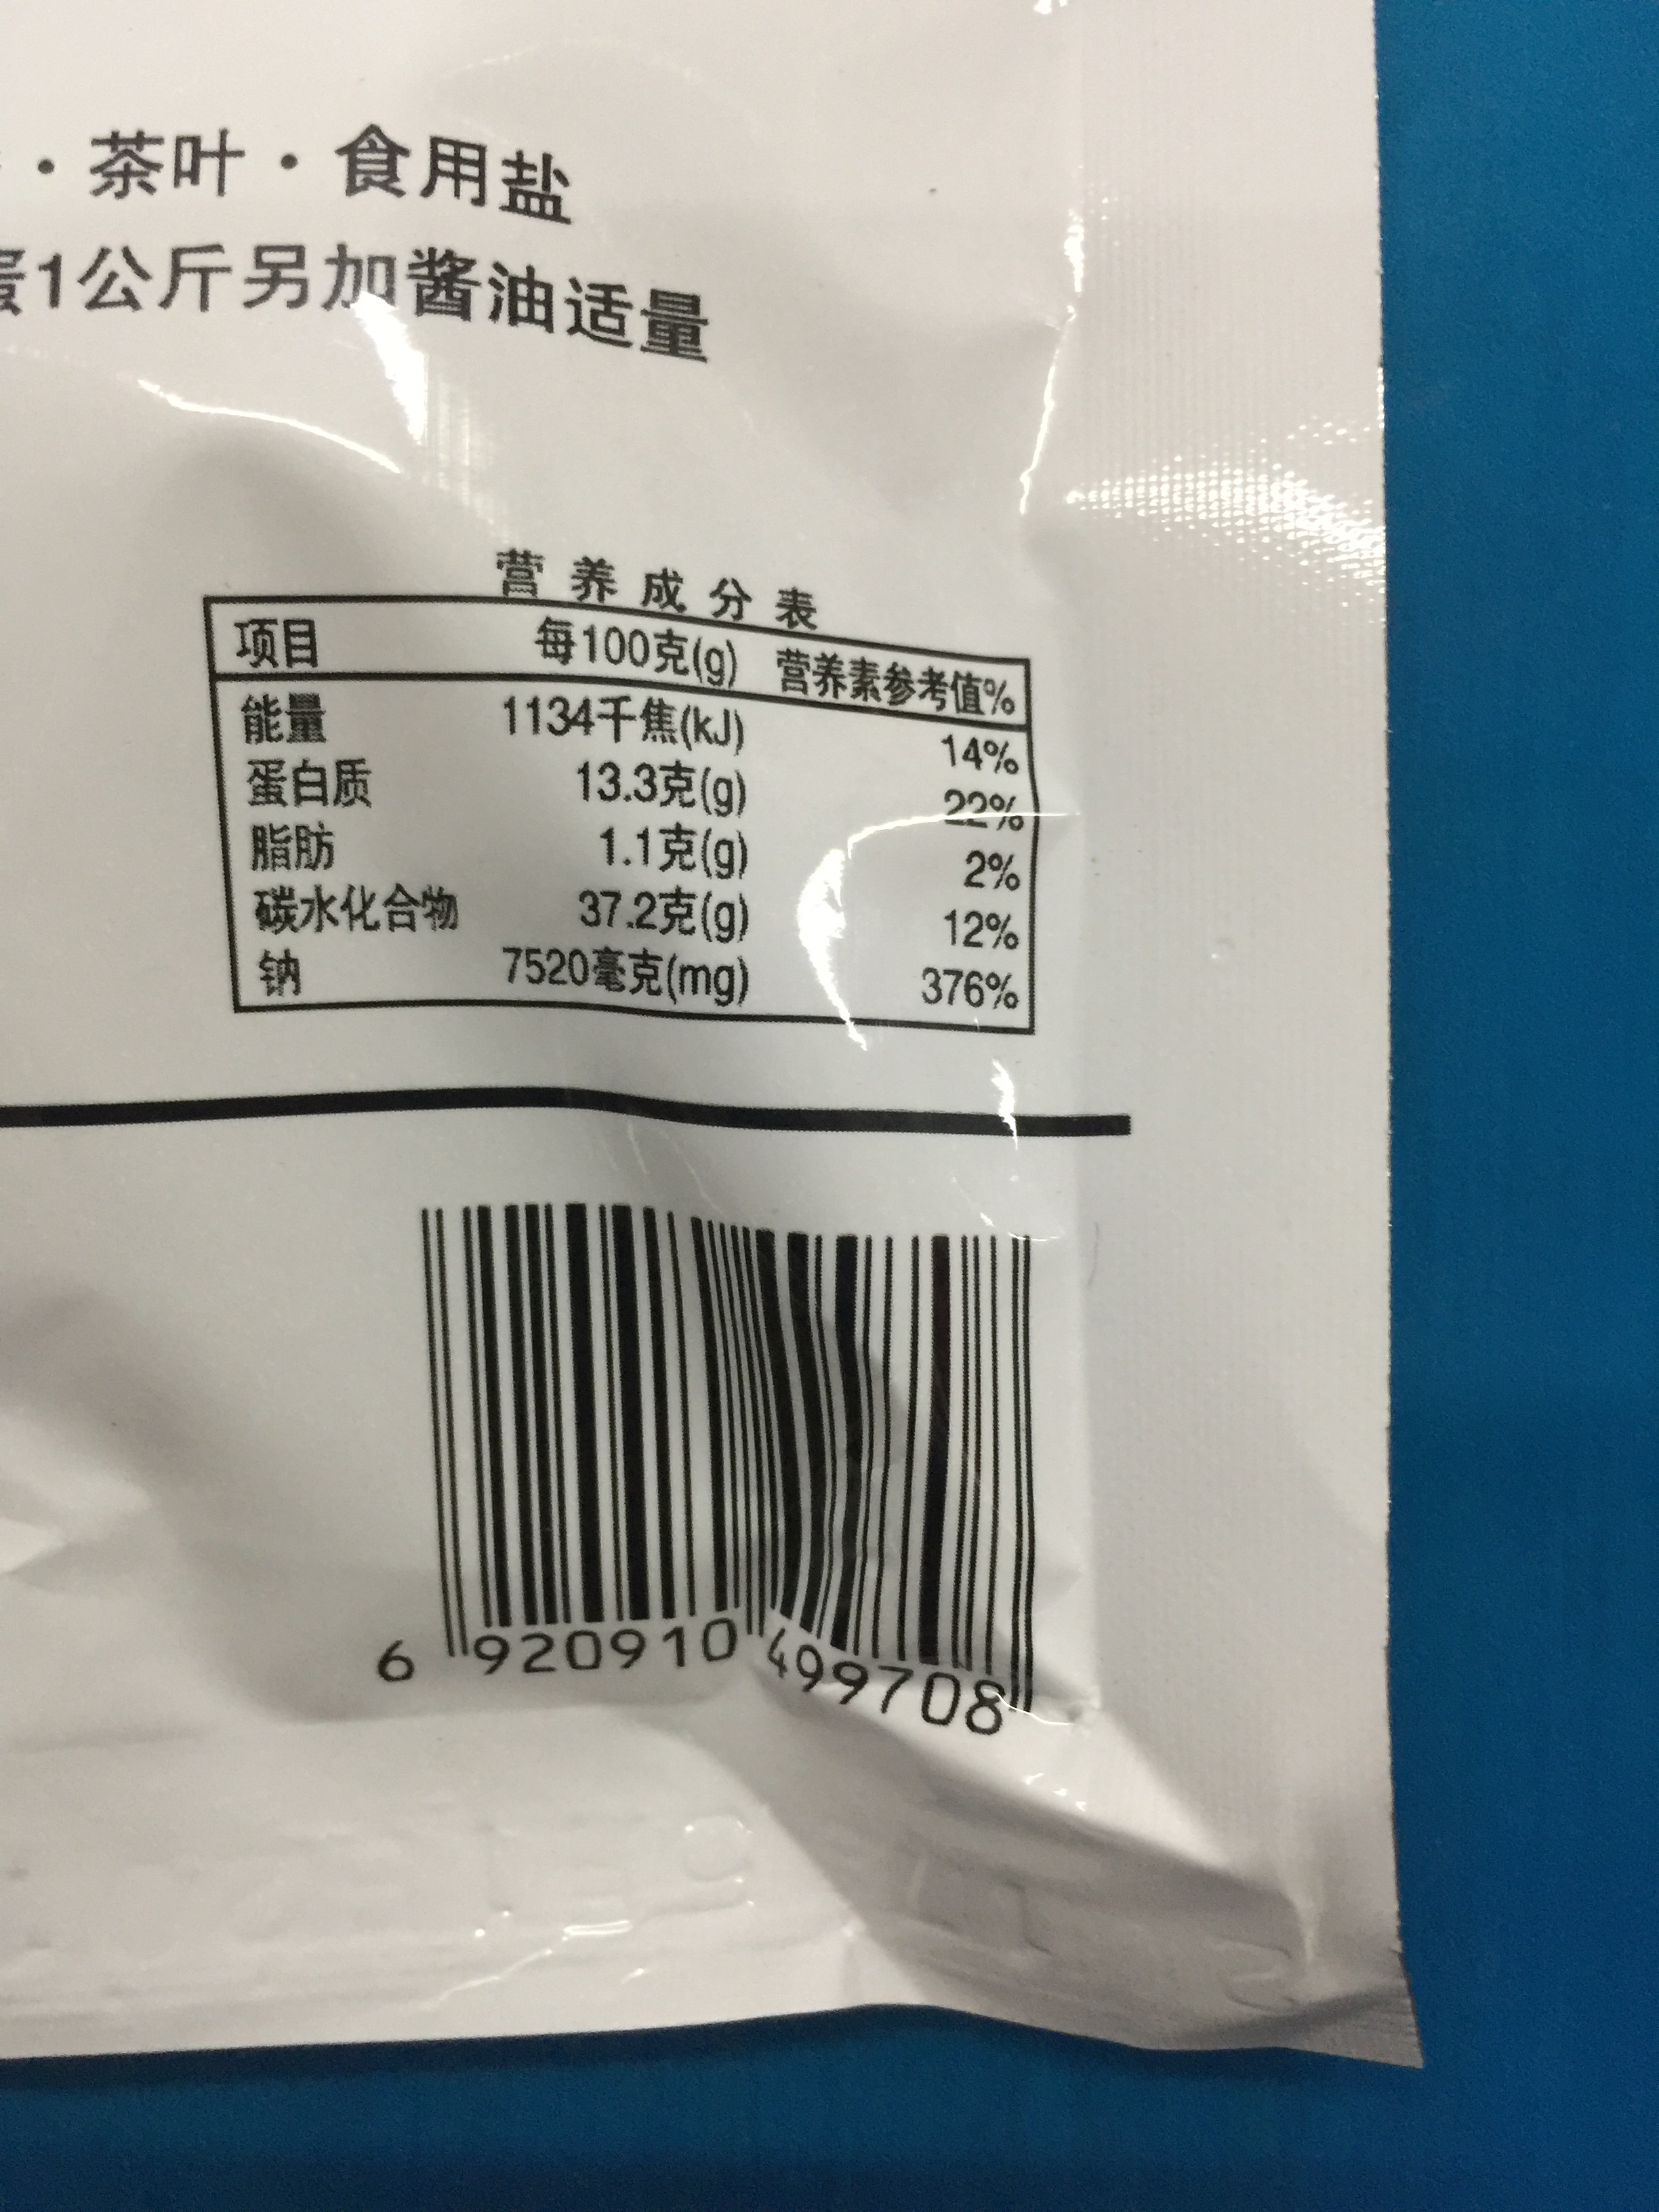 ·茶叶·食用盐
蛋1公斤另加酱油适量
营养成分表
项目 每100克(g) 营养素参考值%
能量 1134千焦(kJ) 14%
蛋白质 13.3克(g) 22%
脂肪 1.1克(g) 2%
碳水化合物 37.2克(g) 12%
钠 7520毫克(mg) 376%
6 920910 499708